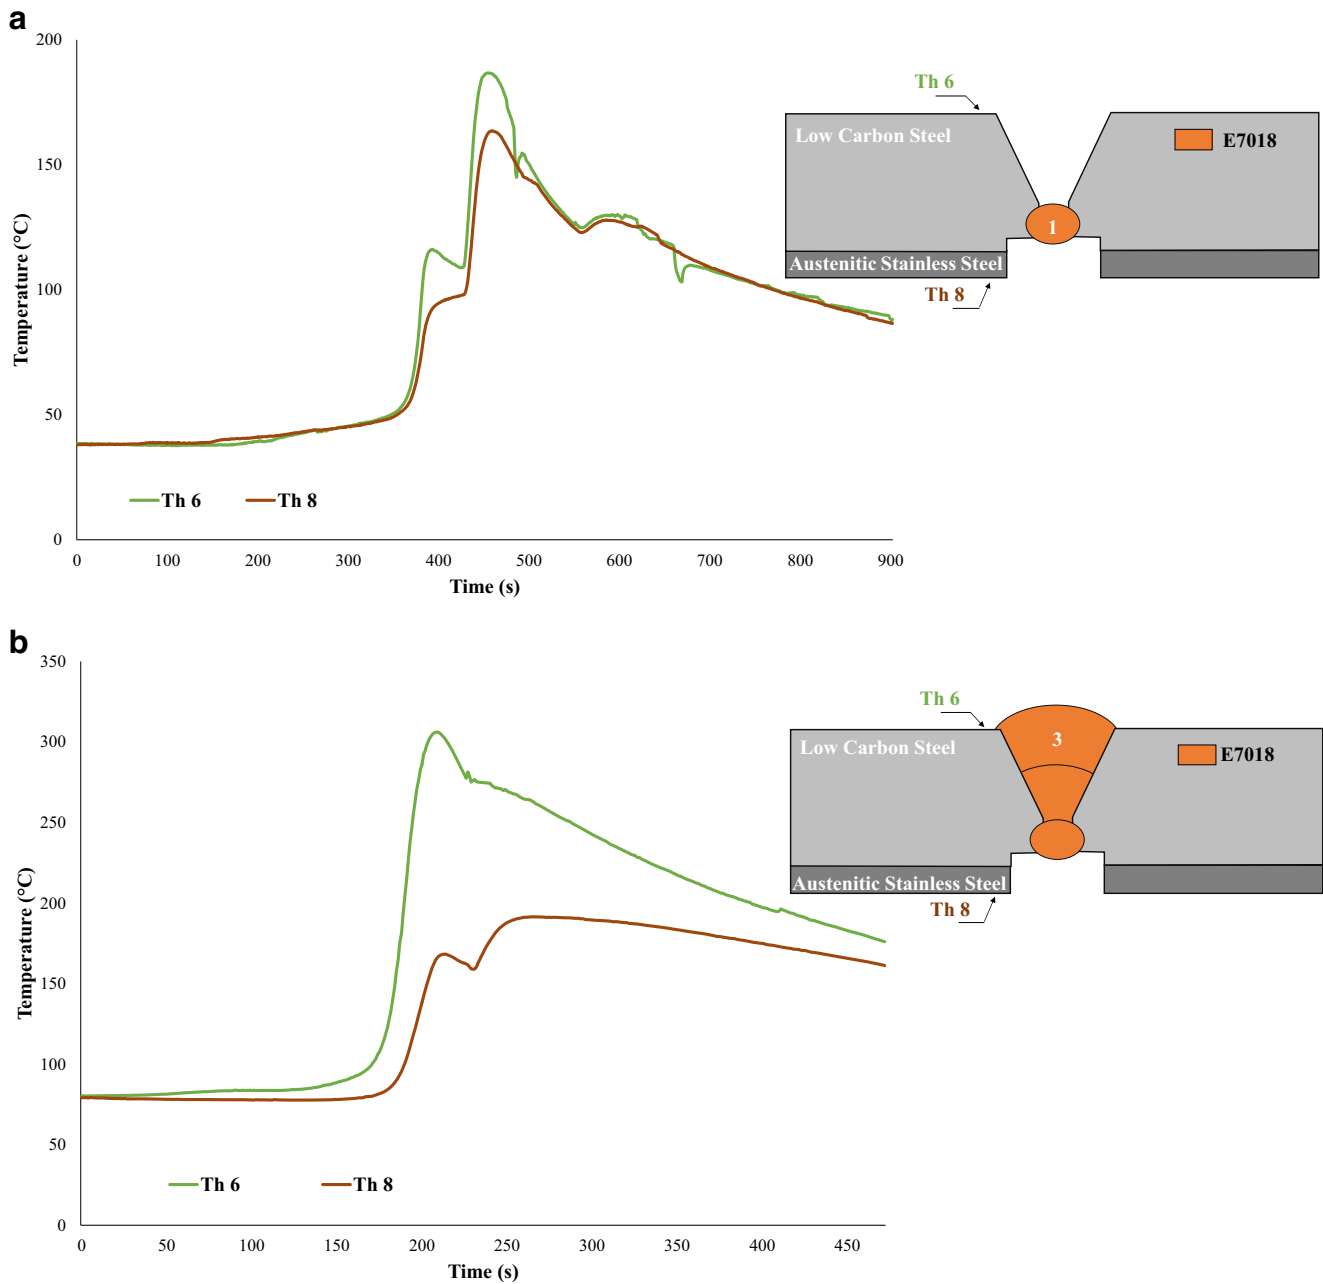 a
200
150
100
50
0
Temperature (°C)
0 100 200 300 400 500 600 700 800 900
Time (s)
Th 6 Th 8
Th 6
Low Carbon Steel
E7018
1
Austenitic Stainless Steel
Th 8
b
350
300
250
200
150
100
50
0
Temperature (°C)
0 50 100 150 200 250 300 350 400 450
Time (s)
Th 6 Th 8
Th 6
Low Carbon Steel
3
E7018
Austenitic Stainless Steel
Th 8